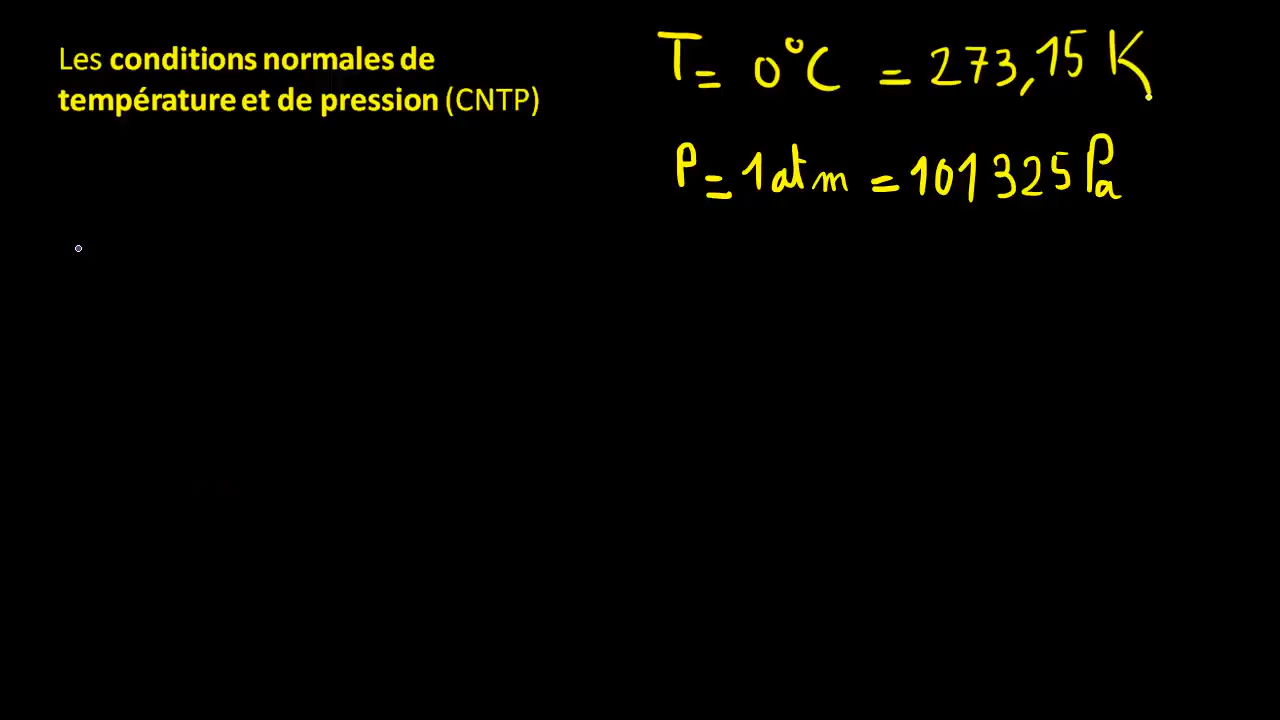 Les conditions normales de
température et de pression (CNTP)
T = 0°C = 273,15 K
P = 1 atm = 101 325 Pa